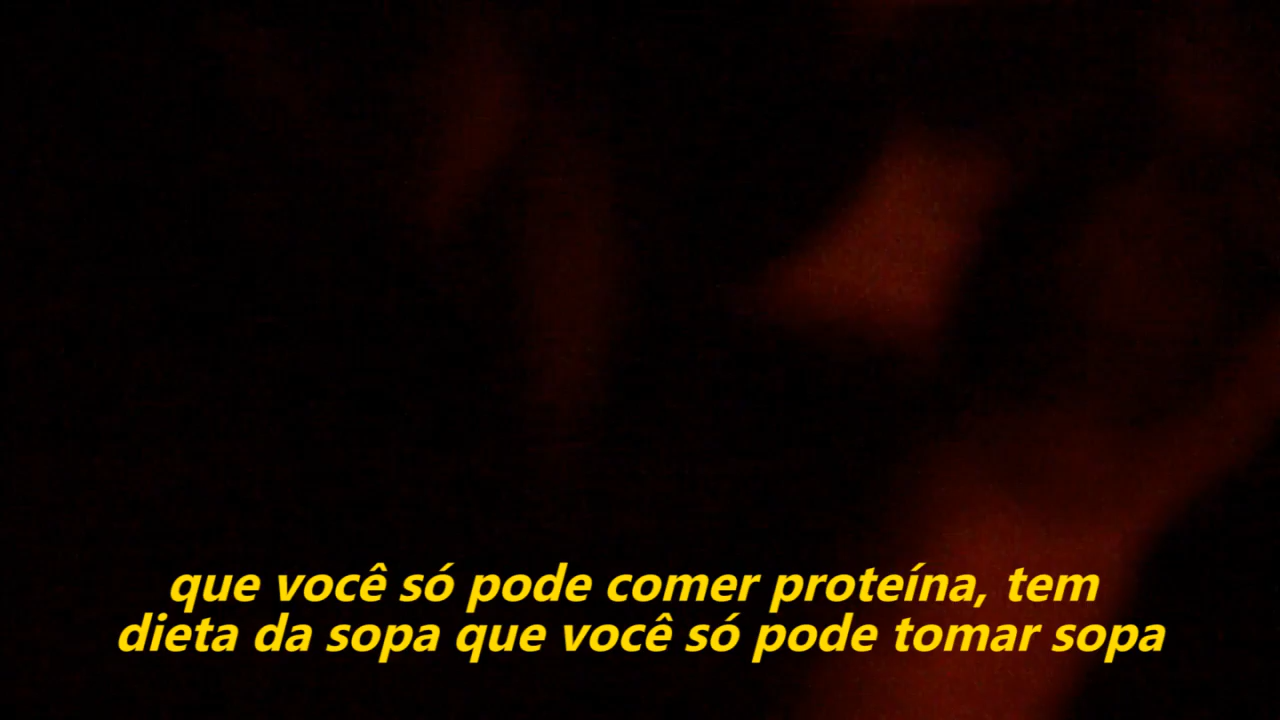 que você só pode comer proteína, tem
dieta da sopa que você só pode tomar sopa